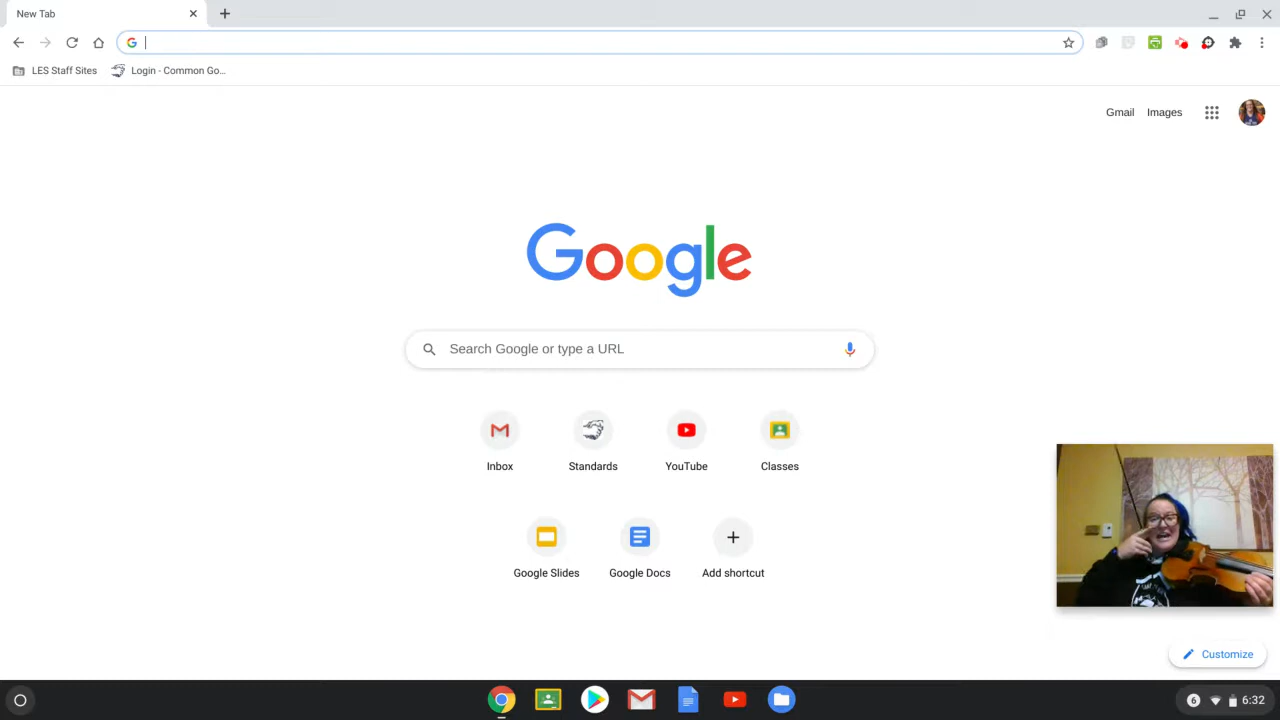 New Tab
LES Staff Sites
Login - Common Go...
Gmail
Images
Google
Search Google or type a URL
Inbox
Standards
YouTube
Classes
Google Slides
Google Docs
Add shortcut
Customize
6
6:32